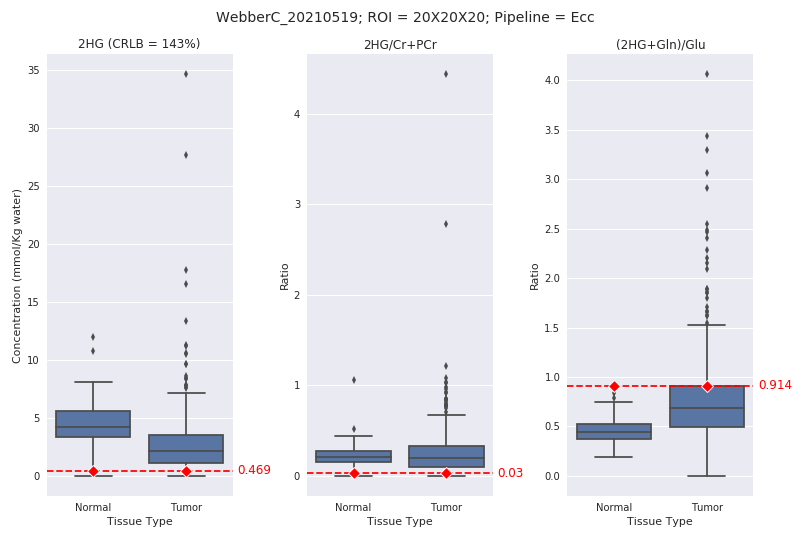 WebberC_20210519; ROI = 20X20X20; Pipeline = Ecc
2HG (CRLB = 143%)
35
30
25
20
15
10
5
0
Concentration (mmol/Kg water)
0.469
Normal Tumor
Tissue Type
2HG/Cr+PCr
4
3
2
1
0
Ratio
0.03
Normal Tumor
Tissue Type
(2HG+Gln)/Glu
4.0
3.5
3.0
2.5
2.0
1.5
1.0
0.5
0.0
Ratio
0.914
Normal Tumor
Tissue Type